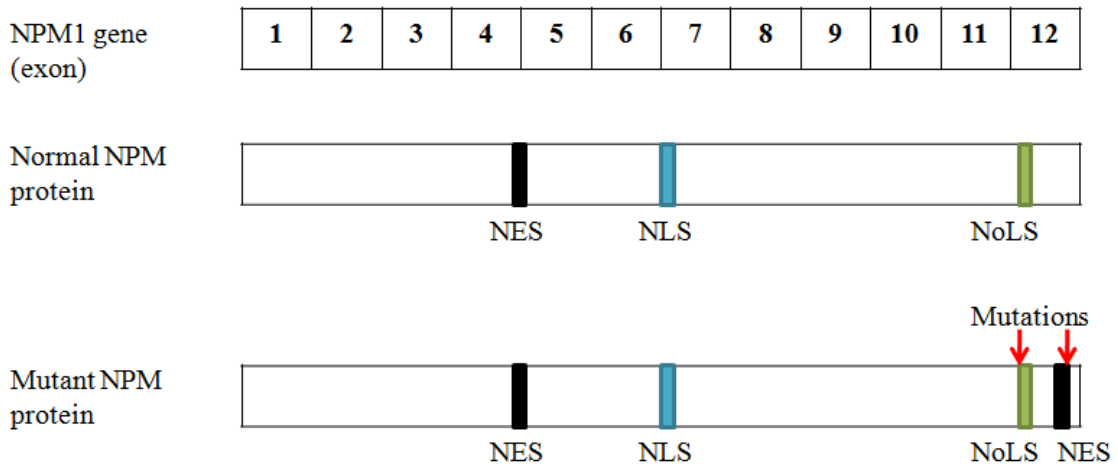 NPM1 gene
(exon)
1 2 3 4 5 6 7 8 9 10 11 12
Normal NPM
protein
NES NLS NoLS
Mutations
Mutant NPM
protein
NES NLS NoLS NES